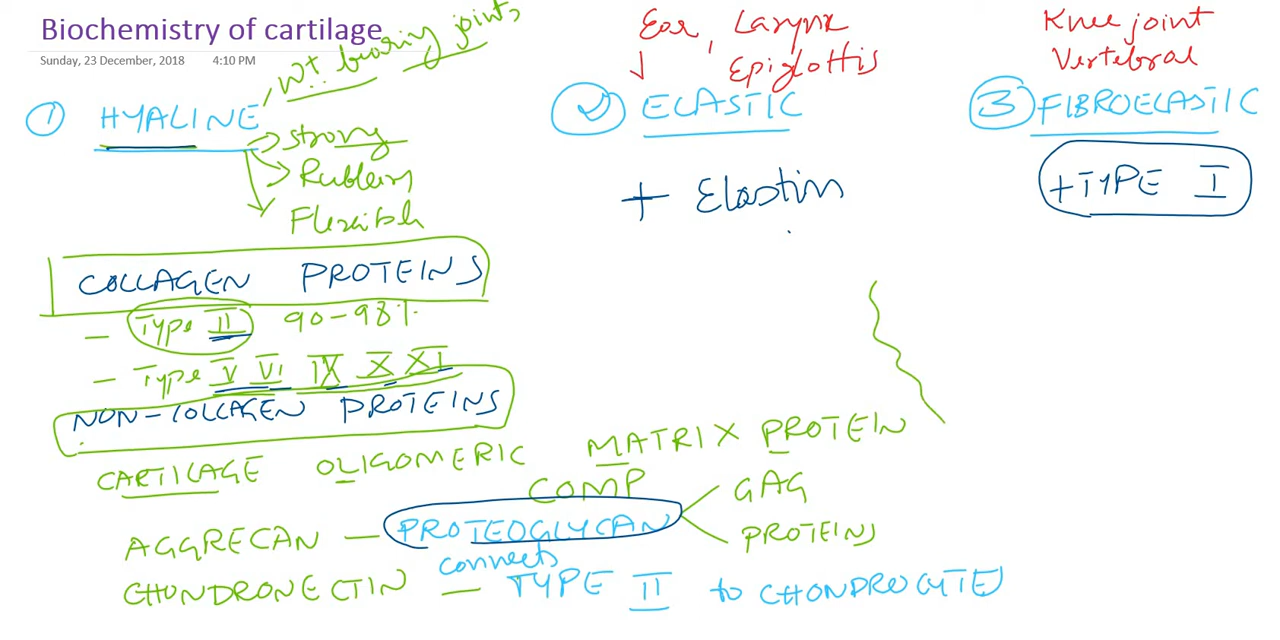 Biochemistry of cartilage
Sunday, 23 December, 2018 4:10 PM
① HYALINE
Wt. bearing joints
strong
Rubbery
Flexible
COLLAGEN PROTEINS
- Type II 90-98%
- Type V VI IX X XI
NON-COLLAGEN PROTEINS
CARTILAGE OLIGOMERIC MATRIX PROTEIN
COMP
AGGRECAN - PROTEOGLYCAN
GAG
PROTEINS
CHONDRONECTIN - connects TYPE II to CHONDROCYTE
Ear, Larynx
Epiglottis
② ELASTIC
+ Elastin
Knee joint
Vertebral
③ FIBROELASTIC
+ TYPE I